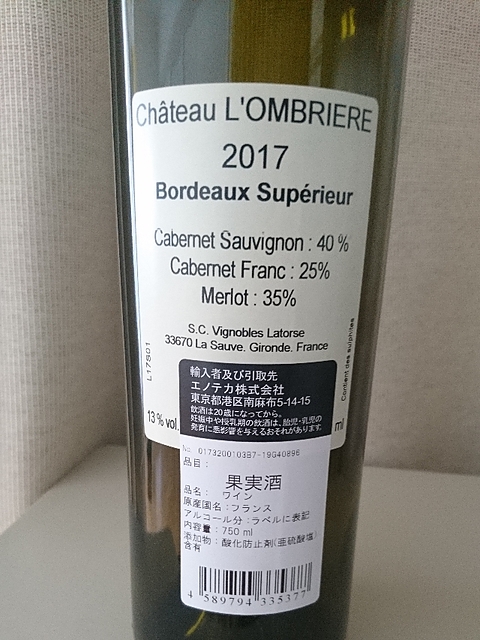 Château L'OMBRIERE
2017
Bordeaux Supérieur
Cabernet Sauvignon : 40 %
Cabernet Franc : 25%
Merlot : 35%
S.C. Vignobles Latorse
33670 La Sauve. Gironde. France
L17S01
Contient des sulphites
13 % vol.
ml
輸入者及び引取先
エノテカ株式会社
東京都港区南麻布5-14-15
飲酒は20歳になってから。
妊娠中や授乳期の飲酒は、胎児・乳児の
発育に悪影響を与えるおそれがあります。
No. 0173200103B7-19G40896
品目：
果実酒
品名： ワイン
原産国名：フランス
アルコール分：ラベルに表記
内容量：750 ml
添加物：酸化防止剤(亜硫酸塩)
含有
4 589794 335377